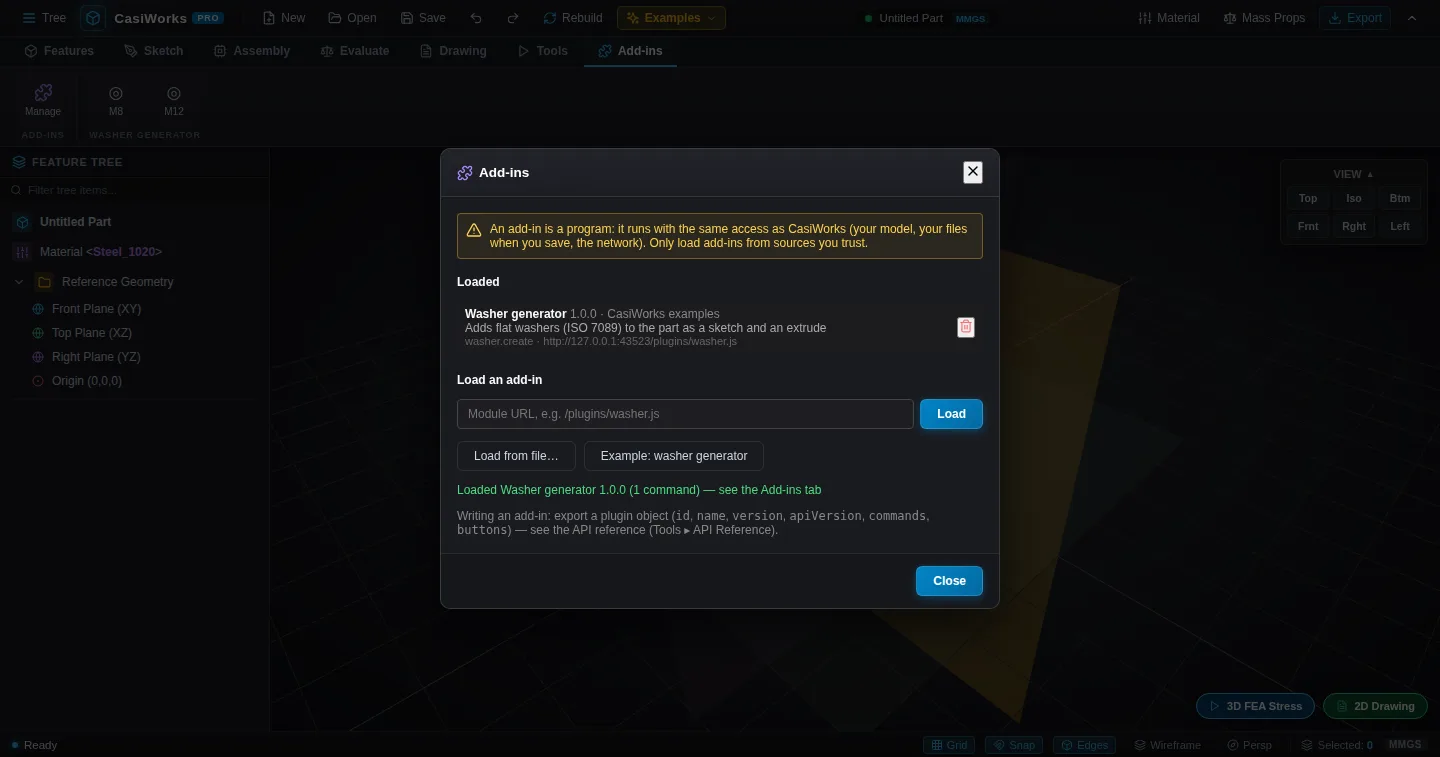 Tree CasiWorks PRO New Open Save Rebuild Examples Untitled Part MMGS Material Mass Props Export
Features Sketch Assembly Evaluate Drawing Tools Add-ins
Manage M8 M12
ADD-INS WASHER GENERATOR
FEATURE TREE
Filter tree items...
Untitled Part
Material <Steel_1020>
Reference Geometry
Front Plane (XY)
Top Plane (XZ)
Right Plane (YZ)
Origin (0,0,0)
Add-ins
An add-in is a program: it runs with the same access as CasiWorks (your model, your files
when you save, the network). Only load add-ins from sources you trust.
Loaded
Washer generator 1.0.0 · CasiWorks examples
Adds flat washers (ISO 7089) to the part as a sketch and an extrude
washer.create · http://127.0.0.1:43523/plugins/washer.js
Load an add-in
Module URL, e.g. /plugins/washer.js Load
Load from file… Example: washer generator
Loaded Washer generator 1.0.0 (1 command) — see the Add-ins tab
Writing an add-in: export a plugin object (id, name, version, apiVersion, commands,
buttons) — see the API reference (Tools ▸ API Reference).
Close
VIEW ▲
Top Iso Btm
Frnt Rght Left
3D FEA Stress 2D Drawing
Ready Grid Snap Edges Wireframe Persp Selected: 0 MMGS